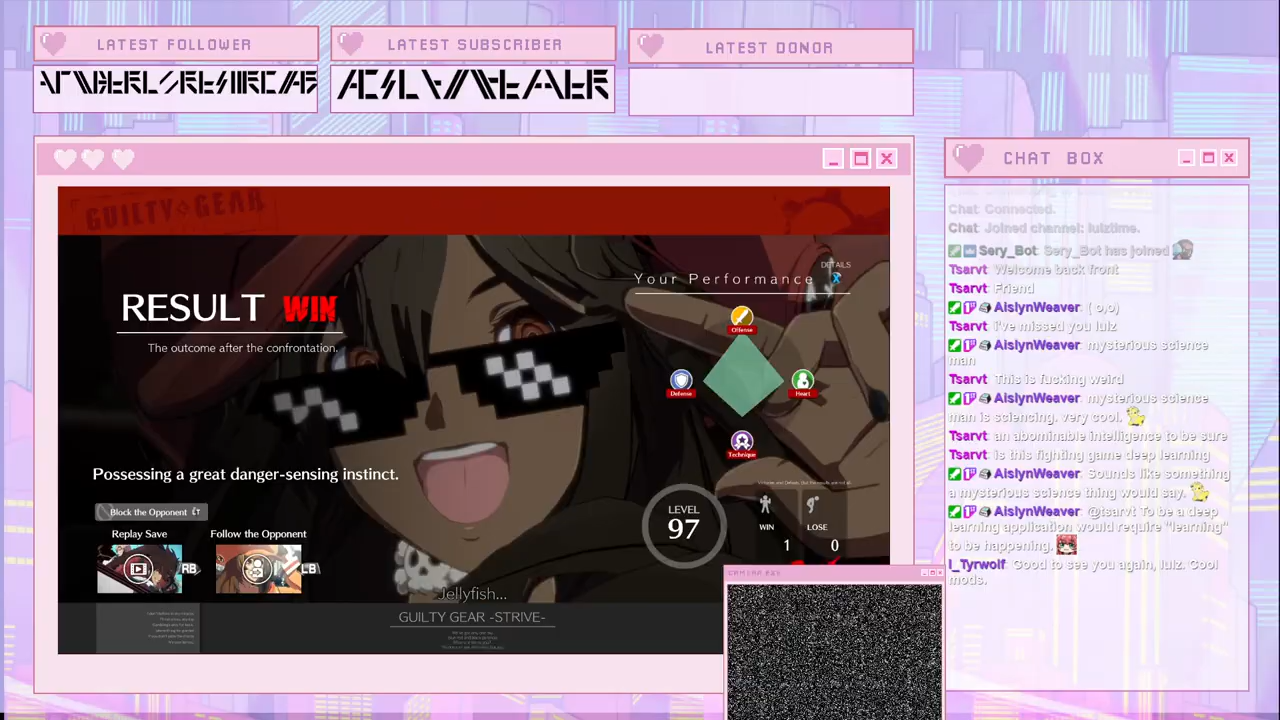 LATEST FOLLOWER
LATEST SUBSCRIBER
LATEST DONOR
CHAT BOX
GUILTY GEAR
RESULT WIN
The outcome after the confrontation.
Your Performance
DETAILS
Offense
Defense
Heart
Technique
Possessing a great danger-sensing instinct.
Block the Opponent
Replay Save
Follow the Opponent
RB
LB
LEVEL
97
WIN
LOSE
1
0
Jellyfish...
GUILTY GEAR -STRIVE-
Chat: Connected.
Chat: Joined channel: lulztime.
Sery_Bot: Sery_Bot has joined
Tsarvt: Welcome back front
Tsarvt: Friend
AislynWeaver: ( o,o)
Tsarvt: I've missed you lulz
AislynWeaver: mysterious science
man
Tsarvt: This is fucking weird
AislynWeaver: mysterious science
man is sciencing. very cool.
Tsarvt: an abominable intelligence to be sure
Tsarvt: is this fighting game deep learning
AislynWeaver: Sounds like something
a mysterious science thing would say.
AislynWeaver: @tsarvt To be a deep
learning application would require "learning"
to be happening.
I_Tyrwolf: Good to see you again, lulz. Cool
mods.